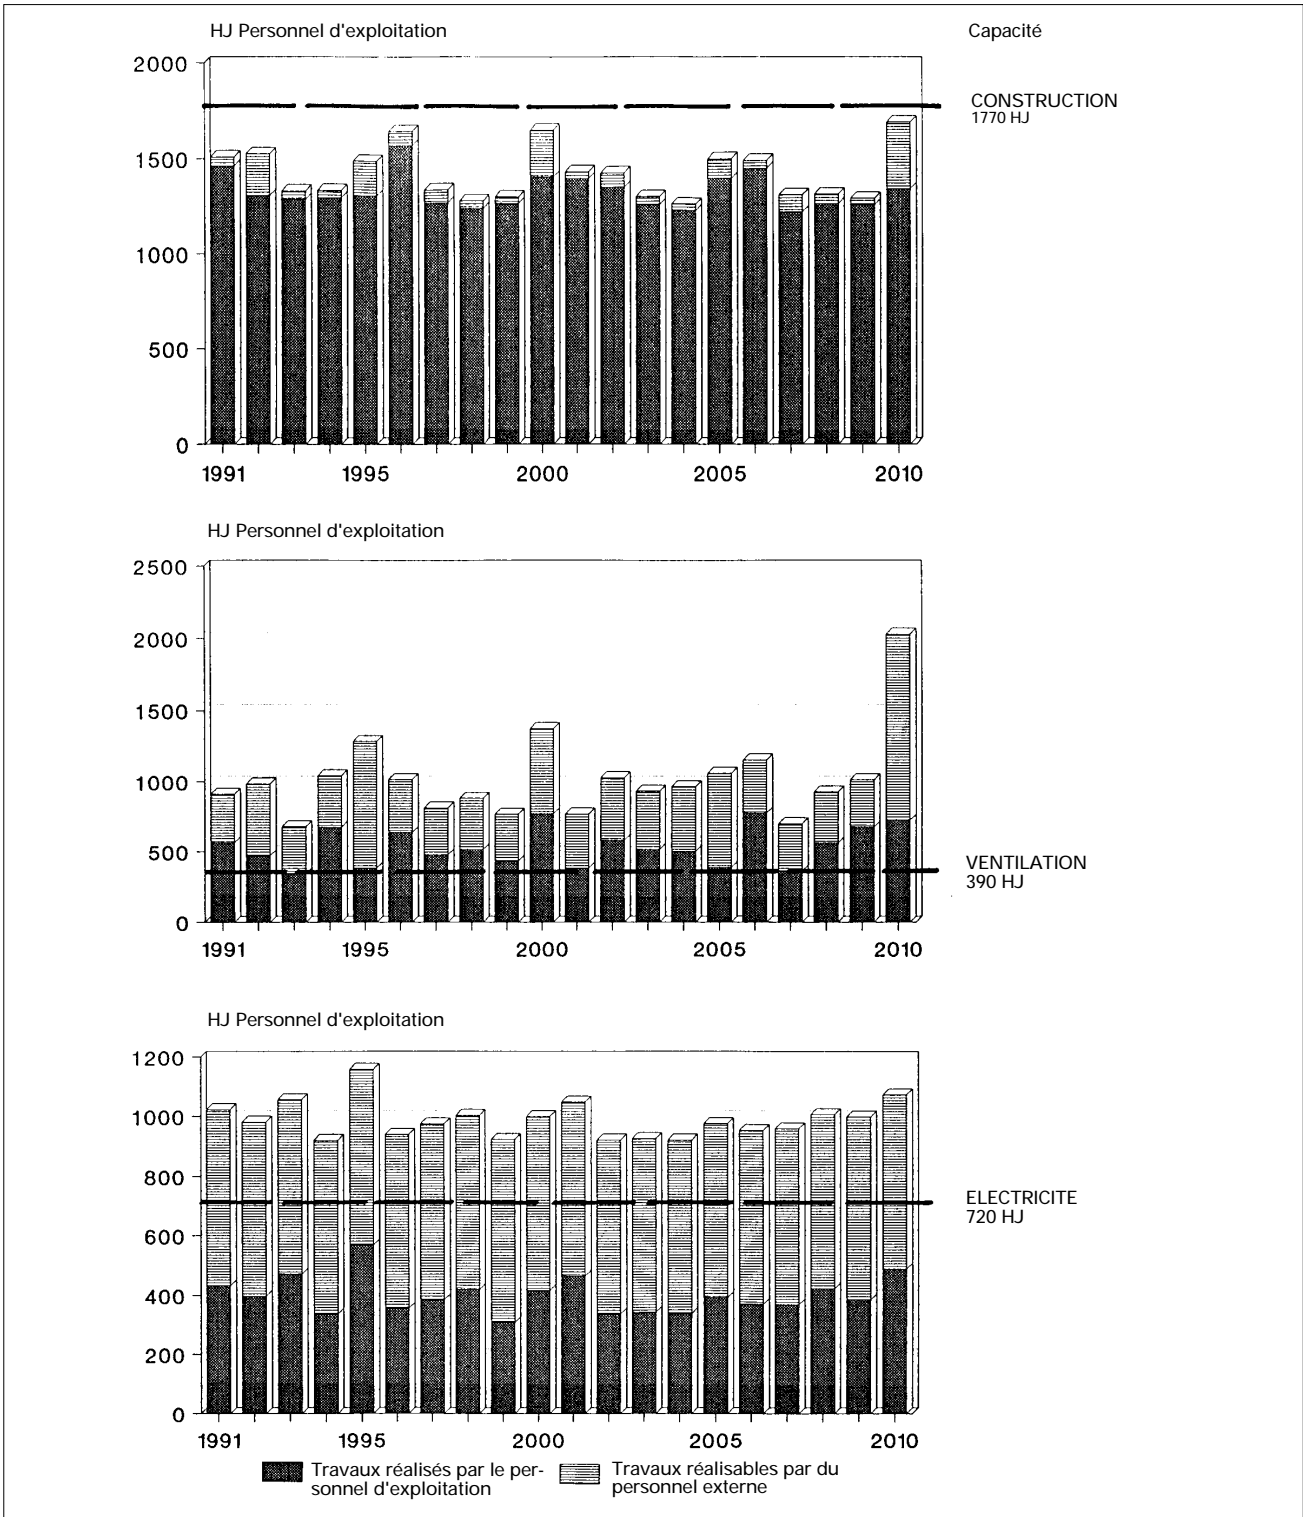 HJ Personnel d'exploitation
Capacité
2000
1500
1000
500
0
CONSTRUCTION
1770 HJ
1991 1995 2000 2005 2010
HJ Personnel d'exploitation
2500
2000
1500
1000
500
0
VENTILATION
390 HJ
1991 1995 2000 2005 2010
HJ Personnel d'exploitation
1200
1000
800
600
400
200
0
ELECTRICITE
720 HJ
1991 1995 2000 2005 2010
Travaux réalisés par le per-
sonnel d'exploitation
Travaux réalisables par du
personnel externe